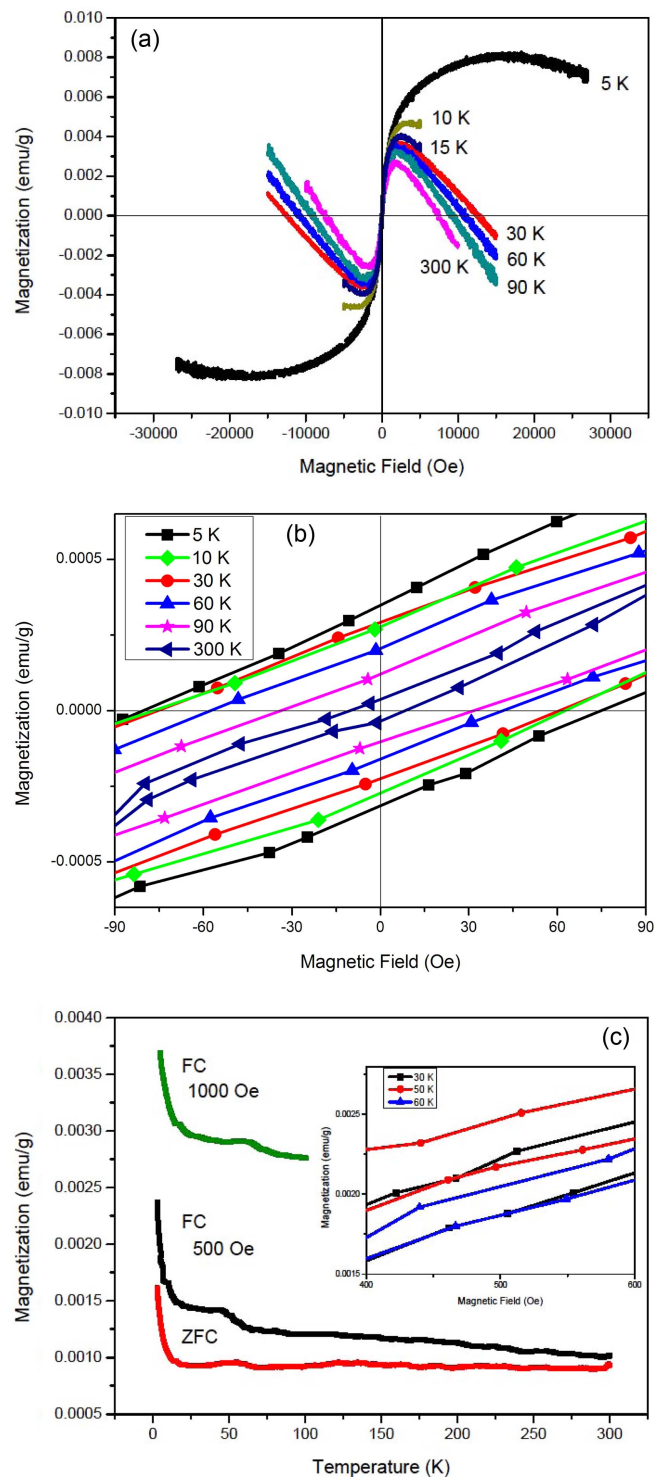 (a)
0.010
0.008
0.006
0.004
0.002
0.000
-0.002
-0.004
-0.006
-0.008
-0.010
Magnetization (emu/g)
5 K
10 K
15 K
30 K
60 K
90 K
300 K
-30000 -20000 -10000 0 10000 20000 30000
Magnetic Field (Oe)
(b)
5 K
10 K
30 K
60 K
90 K
300 K
0.0005
0.0000
-0.0005
Magnetization (emu/g)
-90 -60 -30 0 30 60 90
Magnetic Field (Oe)
(c)
0.0040
0.0035
0.0030
0.0025
0.0020
0.0015
0.0010
0.0005
Magnetization (emu/g)
FC
1000 Oe
FC
500 Oe
ZFC
30 K
50 K
60 K
0.0025
0.0020
0.0015
Magnetization (emu/g)
400 500 600
Magnetic Field (Oe)
0 50 100 150 200 250 300
Temperature (K)